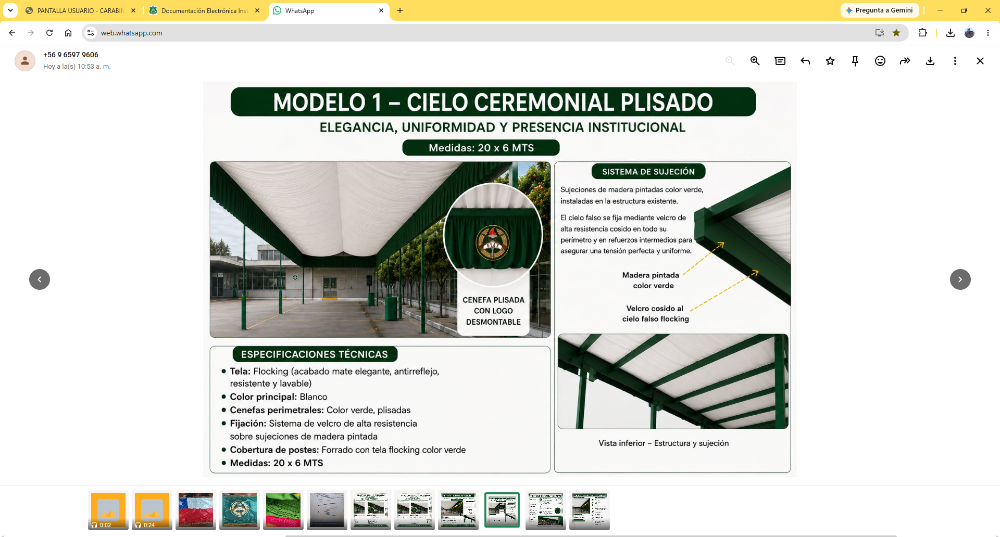 PANTALLA USUARIO - CARABIN
Documentación Electrónica Inst
WhatsApp
Pregunta a Gemini
web.whatsapp.com
+56 9 6597 9606
Hoy a la(s) 10:53 a. m.
MODELO 1 – CIELO CEREMONIAL PLISADO
ELEGANCIA, UNIFORMIDAD Y PRESENCIA INSTITUCIONAL
Medidas: 20 x 6 MTS
CENEFA PLISADA
CON LOGO
DESMONTABLE
SISTEMA DE SUJECIÓN
Sujeciones de madera pintadas color verde,
instaladas en la estructura existente.
El cielo falso se fija mediante velcro de
alta resistencia cosido en todo su
perímetro y en refuerzos intermedios para
asegurar una tensión perfecta y uniforme.
Madera pintada
color verde
Velcro cosido al
cielo falso flocking
Vista inferior – Estructura y sujeción
ESPECIFICACIONES TÉCNICAS
• Tela: Flocking (acabado mate elegante, antirreflejo,
resistente y lavable)
• Color principal: Blanco
• Cenefas perimetrales: Color verde, plisadas
• Fijación: Sistema de velcro de alta resistencia
sobre sujeciones de madera pintada
• Cobertura de postes: Forrado con tela flocking color verde
• Medidas: 20 x 6 MTS
0:02
0:24